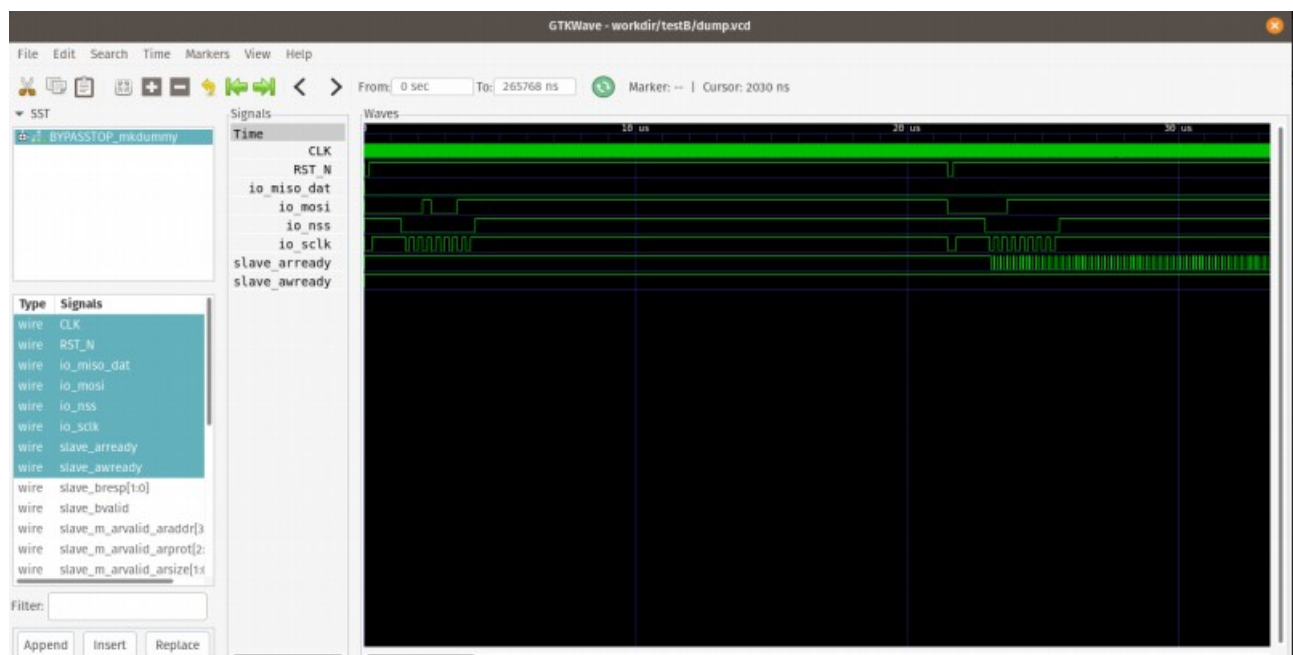 GTKWave - workdir/testB/dump.vcd
File Edit Search Time Markers View Help
From: 0 sec To: 265768 ns Marker: -- | Cursor: 2030 ns
SST
BYPASSTOP_mkdummy
Type Signals
wire CLK
wire RST_N
wire io_miso_dat
wire io_mosi
wire io_nss
wire io_sclk
wire slave_arready
wire slave_awready
wire slave_bresp[1:0]
wire slave_bvalid
wire slave_m_arvalid_araddr[3
wire slave_m_arvalid_arprot[2:
wire slave_m_arvalid_arsize[1:(
Filter:
Append Insert Replace
Signals
Time
CLK
RST_N
io_miso_dat
io_mosi
io_nss
io_sclk
slave_arready
slave_awready
Waves
10 us 20 us 30 us